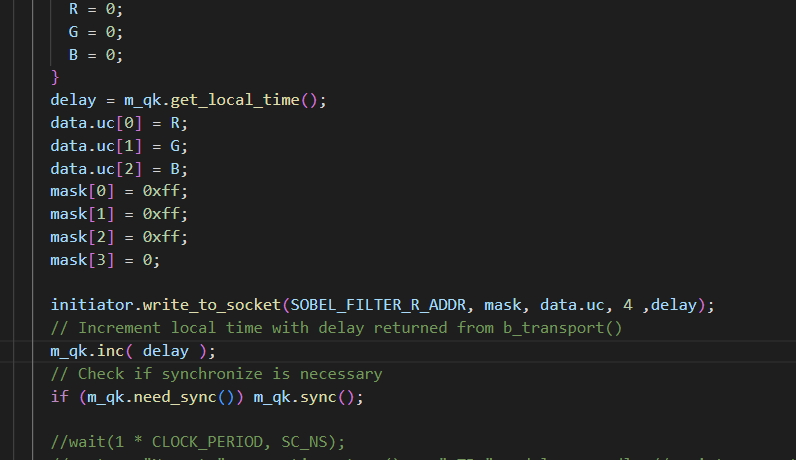 R = 0;
G = 0;
B = 0;
}
delay = m_qk.get_local_time();
data.uc[0] = R;
data.uc[1] = G;
data.uc[2] = B;
mask[0] = 0xff;
mask[1] = 0xff;
mask[2] = 0xff;
mask[3] = 0;
initiator.write_to_socket(SOBEL_FILTER_R_ADDR, mask, data.uc, 4 ,delay);
// Increment local time with delay returned from b_transport()
m_qk.inc( delay );
// Check if synchronize is necessary
if (m_qk.need_sync()) m_qk.sync();
//wait(1 * CLOCK_PERIOD, SC_NS);